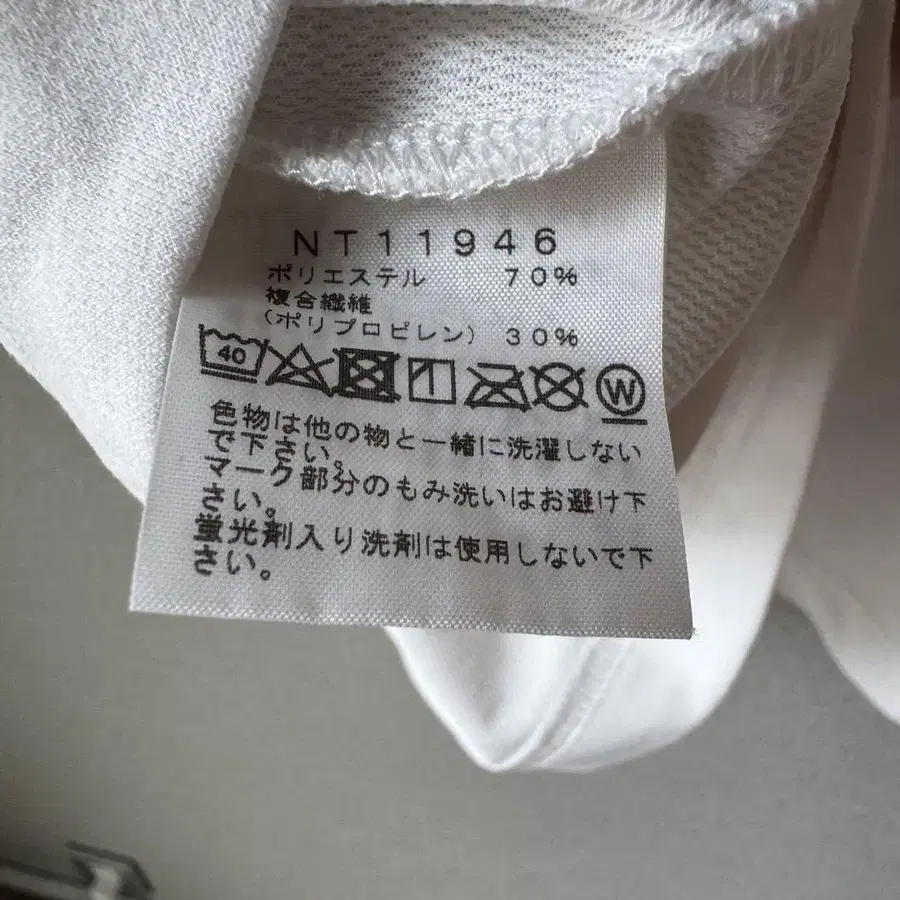 NT11946
ポリエステル 70%
複合繊維
(ポリプロピレン) 30%
40 W
色物は他の物と一緒に洗濯しない
で下さい。
マーク部分のもみ洗いはお避け下
さい。
蛍光剤入り洗剤は使用しないで下
さい。